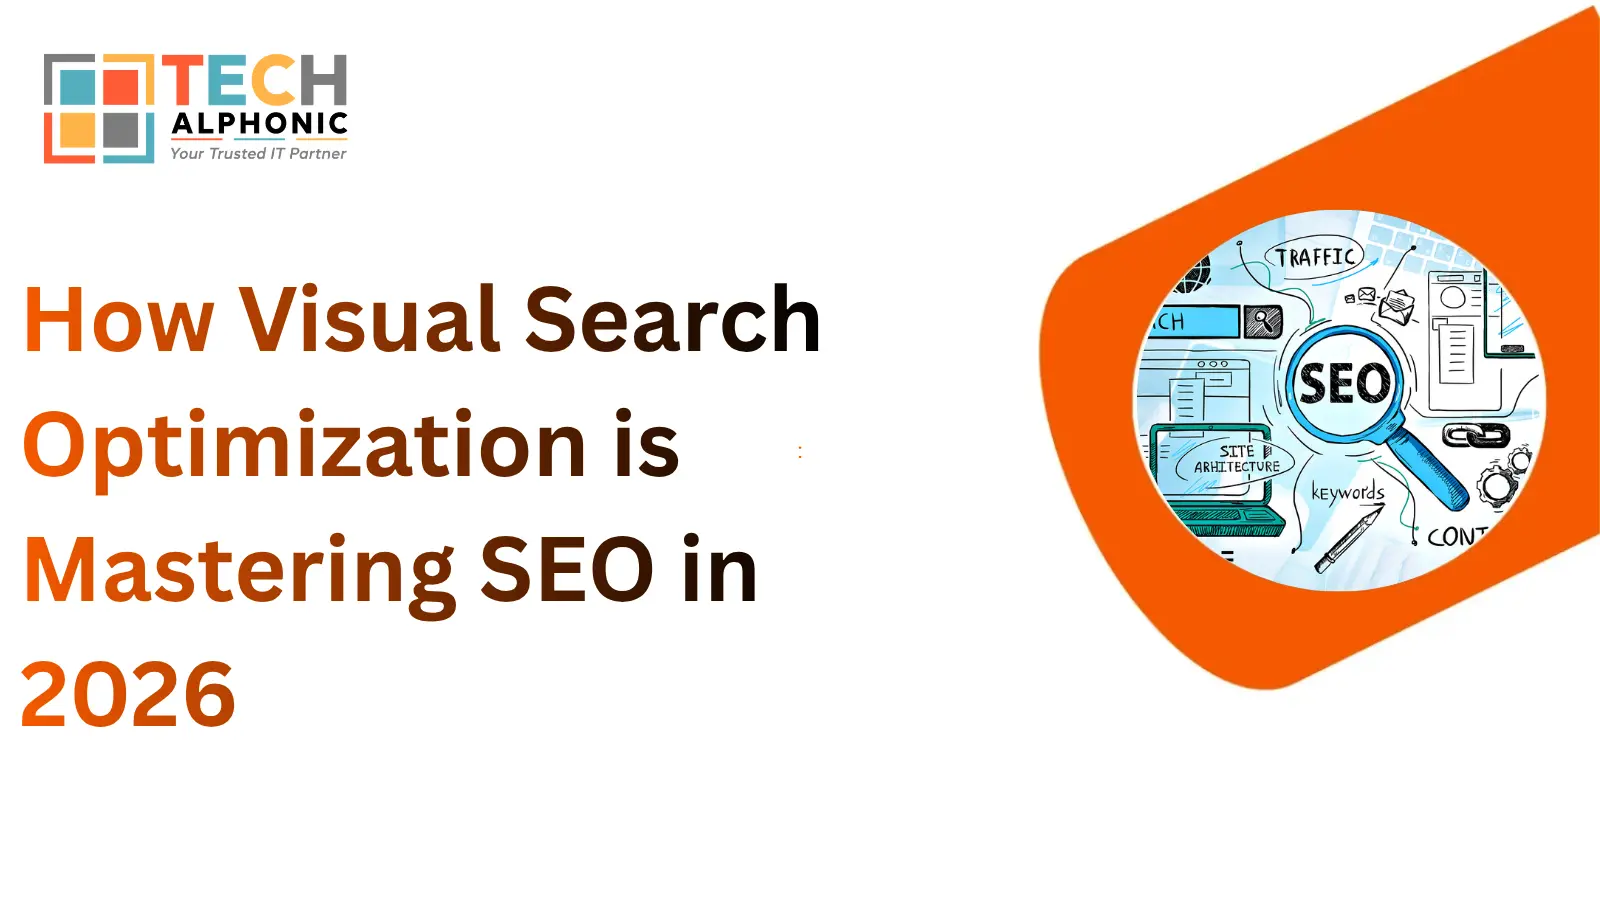 TECH
ALPHONIC
Your Trusted IT Partner
How Visual Search
Optimization is
Mastering SEO in
2026
:
TRAFFIC
CH
SEO
SITE
ARHITECTURE
keywords
CONT